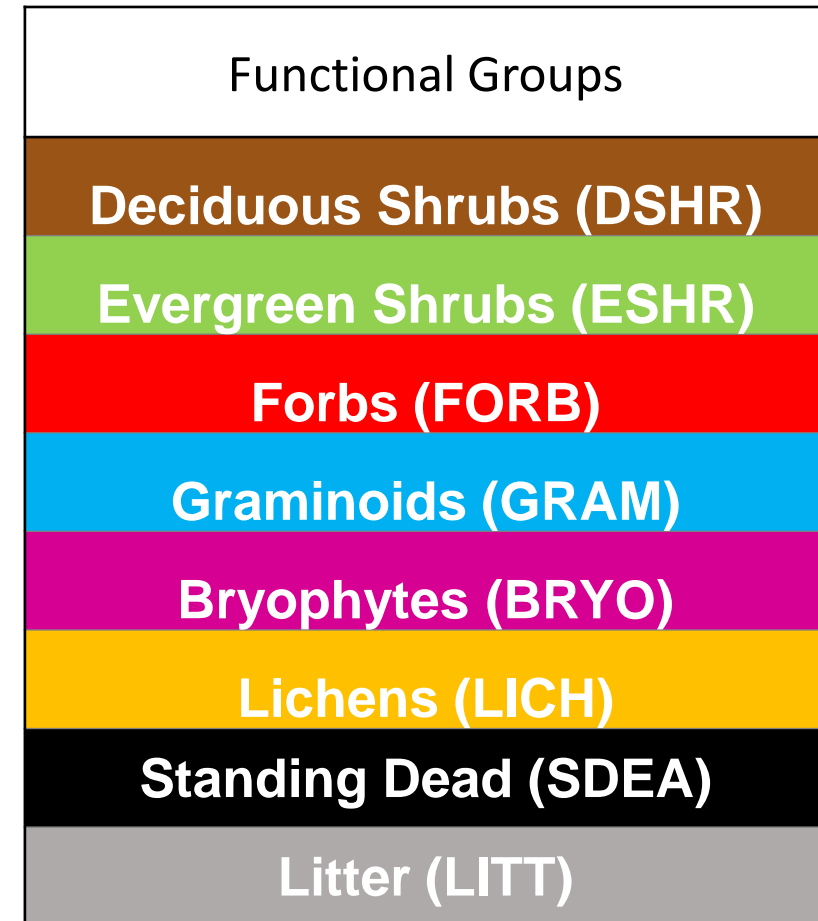 Functional Groups
Deciduous Shrubs (DSHR)
Evergreen Shrubs (ESHR)
Forbs (FORB)
Graminoids (GRAM)
Bryophytes (BRYO)
Lichens (LICH)
Standing Dead (SDEA)
Litter (LITT)